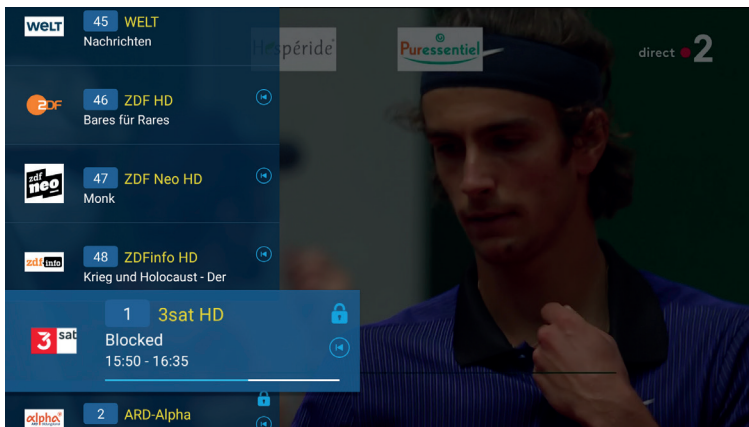 WELT
45 WELT
Nachrichten
Puressentiel
direct 2
ZDF
46 ZDF HD
Bares für Rares
zdf
neo
47 ZDF Neo HD
Monk
zdf info
48 ZDFinfo HD
Krieg und Holocaust - Der
3 sat
1 3sat HD
Blocked
15:50 - 16:35
alpha
2 ARD-Alpha